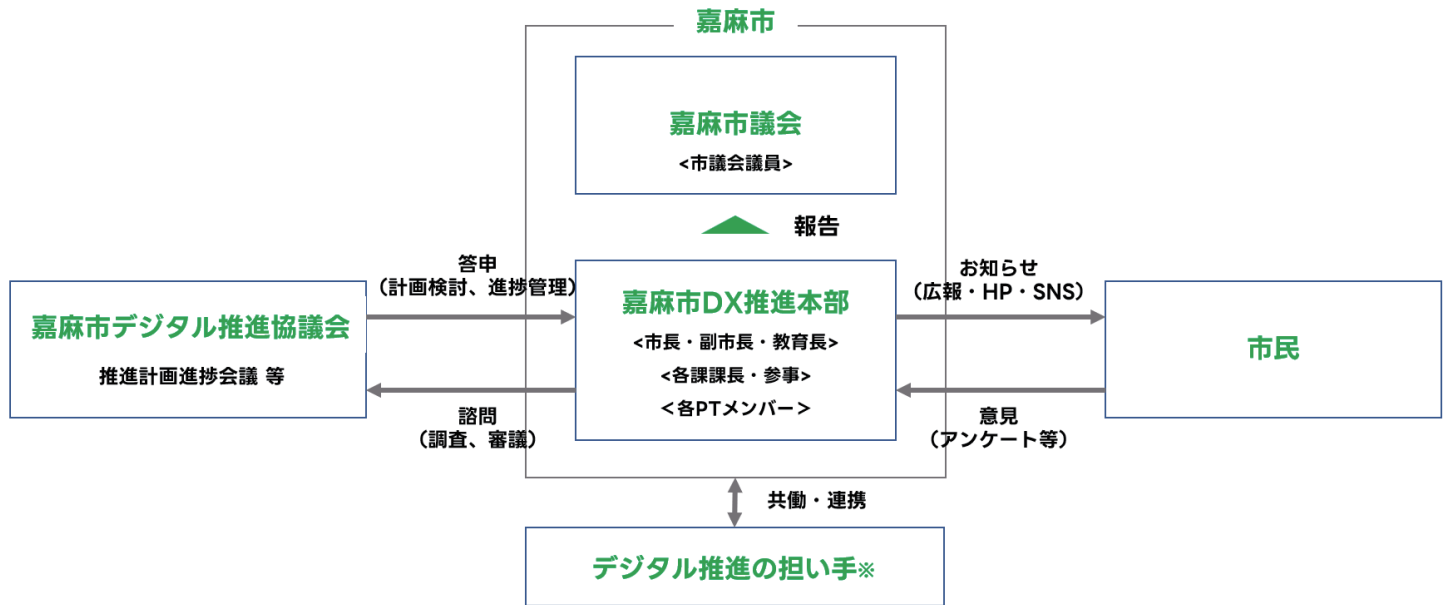 嘉麻市
嘉麻市議会
<市議会議員>
報告
答申
（計画検討、進捗管理）
お知らせ
（広報・HP・SNS）
嘉麻市デジタル推進協議会
推進計画進捗会議 等
嘉麻市DX推進本部
<市長・副市長・教育長>
<各課課長・参事>
＜各PTメンバー＞
市民
諮問
（調査、審議）
意見
（アンケート等）
共働・連携
デジタル推進の担い手※